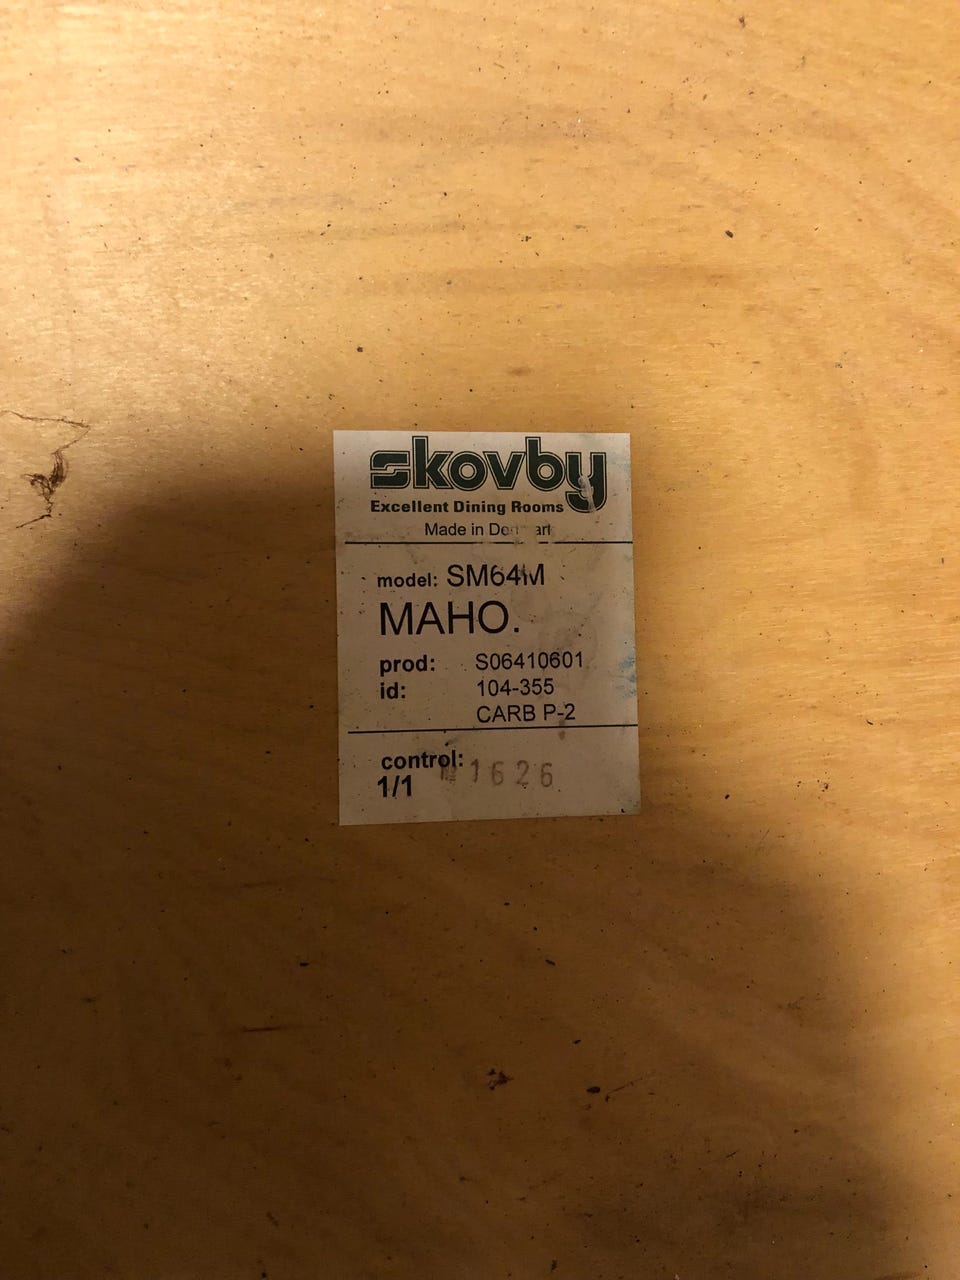 skovby
Excellent Dining Rooms
Made in
model: SM64M
MAHO.
prod: S06410601
id: 104-355
CARB P-2
control: № 1626
1/1